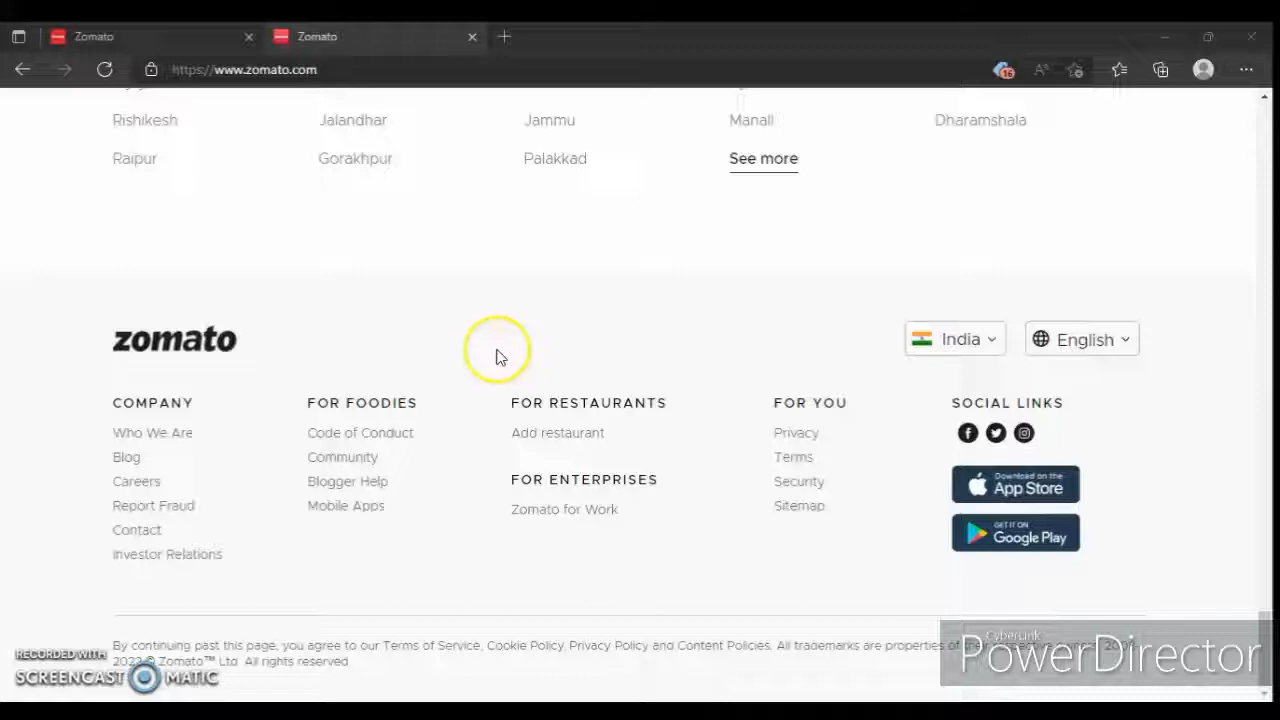 Zomato
Zomato
https://www.zomato.com
16
Rishikesh Jalandhar Jammu Manali Dharamshala
Raipur Gorakhpur Palakkad See more
zomato
India
English
COMPANY
Who We Are
Blog
Careers
Report Fraud
Contact
Investor Relations
FOR FOODIES
Code of Conduct
Community
Blogger Help
Mobile Apps
FOR RESTAURANTS
Add restaurant
FOR ENTERPRISES
Zomato for Work
FOR YOU
Privacy
Terms
Security
Sitemap
SOCIAL LINKS
Download on the
App Store
GET IT ON
Google Play
By continuing past this page, you agree to our Terms of Service, Cookie Policy, Privacy Policy and Content Policies. All trademarks are properties of their respective owners.
© Zomato™ Ltd. All rights reserved.
RECORDED WITH
SCREENCAST MATIC
CyberLink
PowerDirector